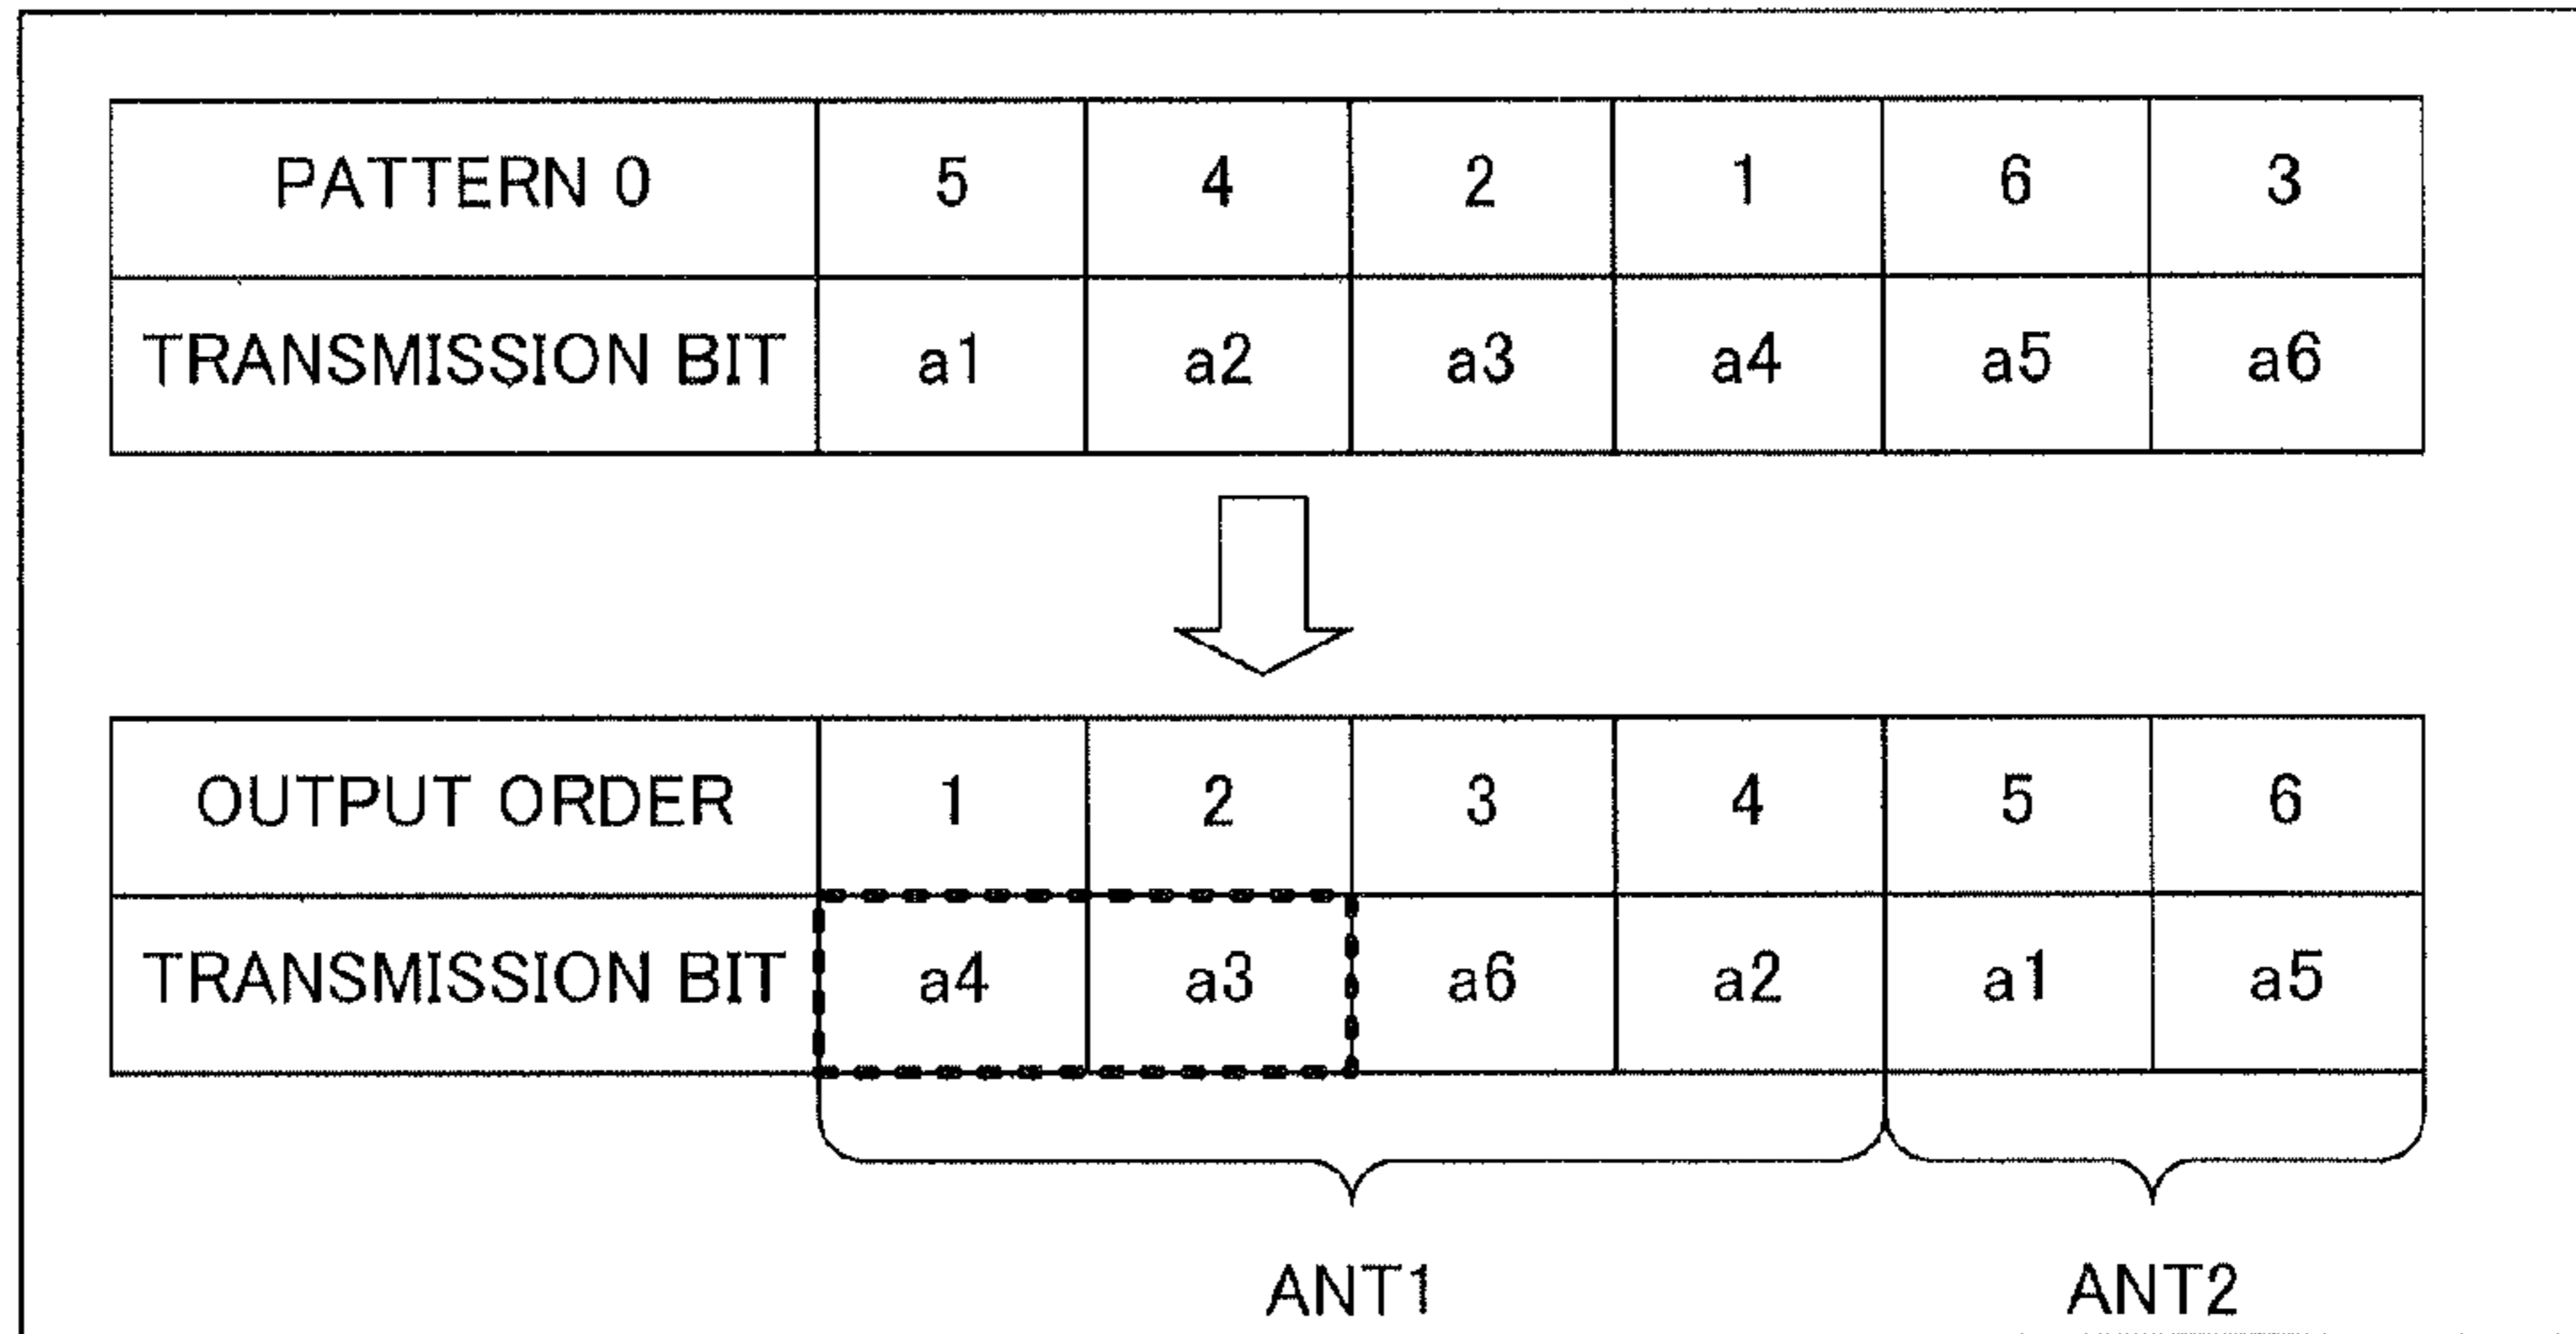 PATTERN 0 5 4 2 1 6 3
TRANSMISSION BIT a1 a2 a3 a4 a5 a6
OUTPUT ORDER 1 2 3 4 5 6
TRANSMISSION BIT a4 a3 a6 a2 a1 a5
ANT1 ANT2